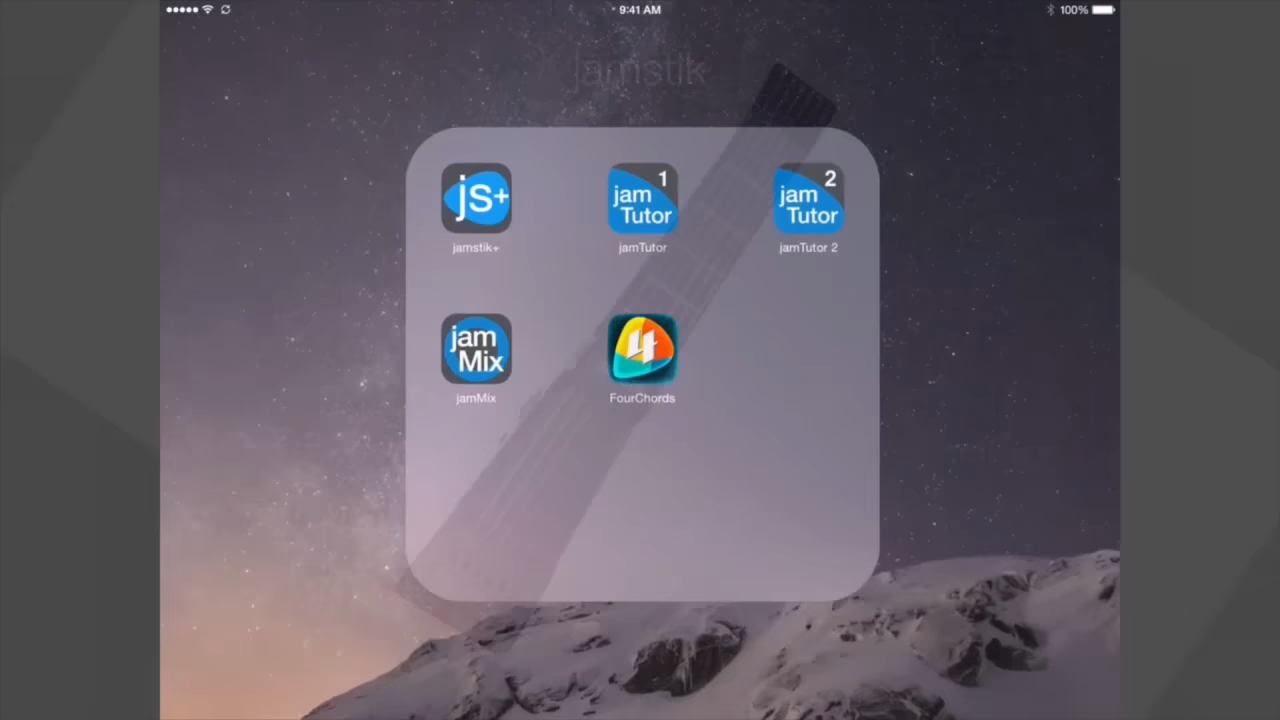 9:41 AM
100%
jamstik
js+
jamstik+
jam
Tutor
1
jamTutor
jam
Tutor
2
jamTutor 2
jam
Mix
jamMix
4
FourChords